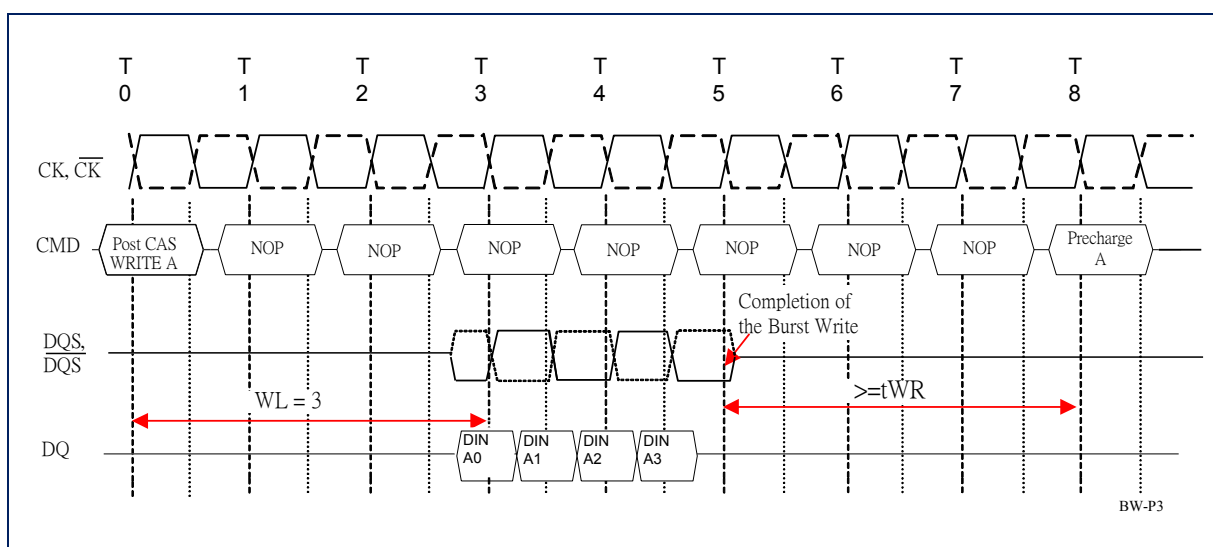 T T T T T T T T T
0 1 2 3 4 5 6 7 8
CK, CK
CMD
Post CAS
WRITE A
NOP
NOP
NOP
NOP
NOP
NOP
NOP
Precharge
A
Completion of
the Burst Write
DQS,
DQS
WL = 3
>=tWR
DQ
DIN
A0
DIN
A1
DIN
A2
DIN
A3
BW-P3